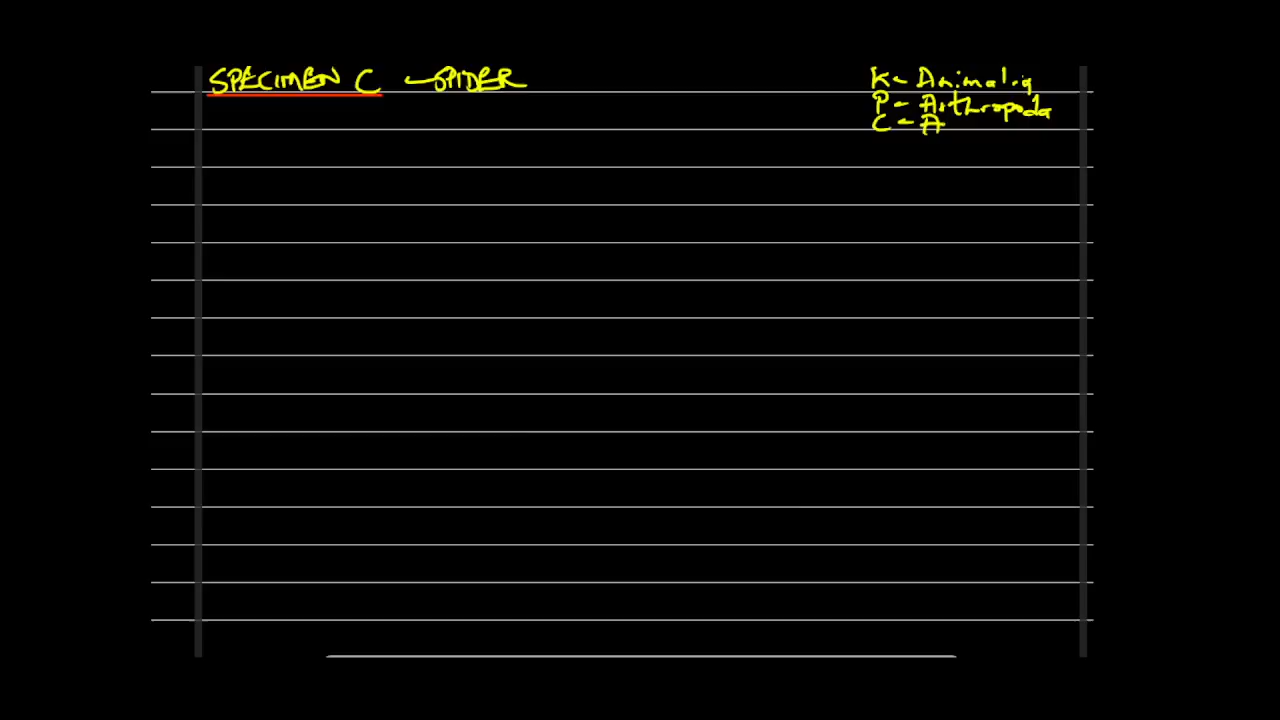 SPECIMEN C - SPIDER
K - Animalia
P - Arthropoda
C - A